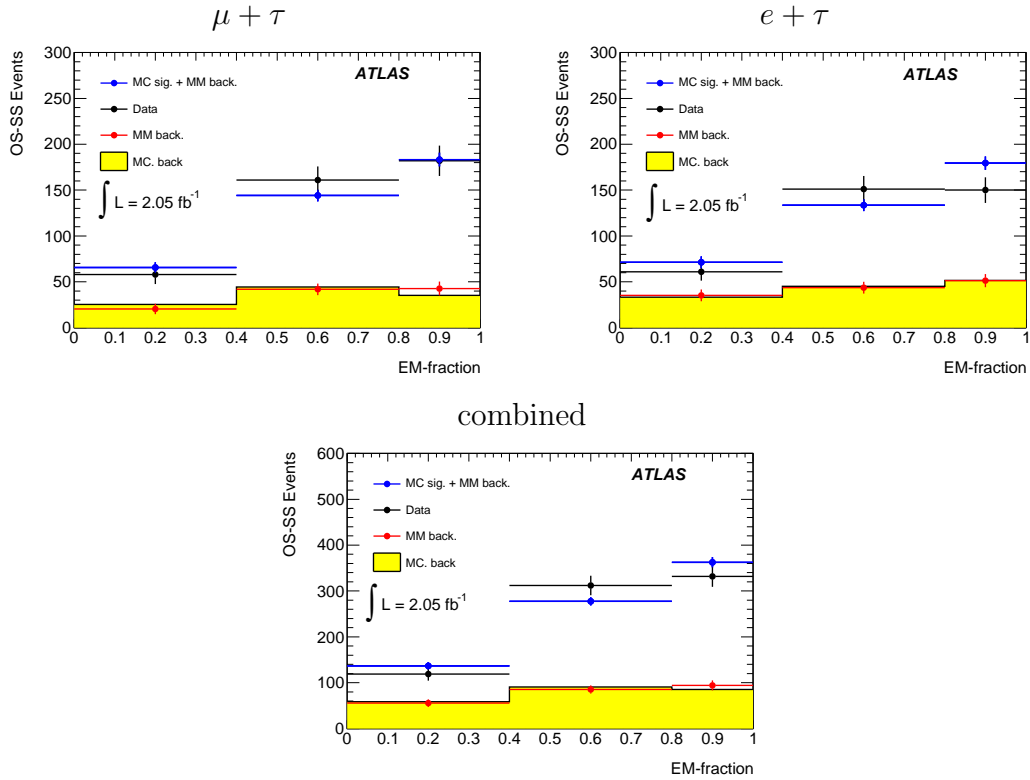 μ + τ
300
250
200
150
100
50
0
OS-SS Events
ATLAS
MC sig. + MM back.
Data
MM back.
MC. back
∫ L = 2.05 fb⁻¹
0 0.1 0.2 0.3 0.4 0.5 0.6 0.7 0.8 0.9 1
EM-fraction
e + τ
300
250
200
150
100
50
0
OS-SS Events
ATLAS
MC sig. + MM back.
Data
MM back.
MC. back
∫ L = 2.05 fb⁻¹
0 0.1 0.2 0.3 0.4 0.5 0.6 0.7 0.8 0.9 1
EM-fraction
combined
600
500
400
300
200
100
0
OS-SS Events
ATLAS
MC sig. + MM back.
Data
MM back.
MC. back
∫ L = 2.05 fb⁻¹
0 0.1 0.2 0.3 0.4 0.5 0.6 0.7 0.8 0.9 1
EM-fraction